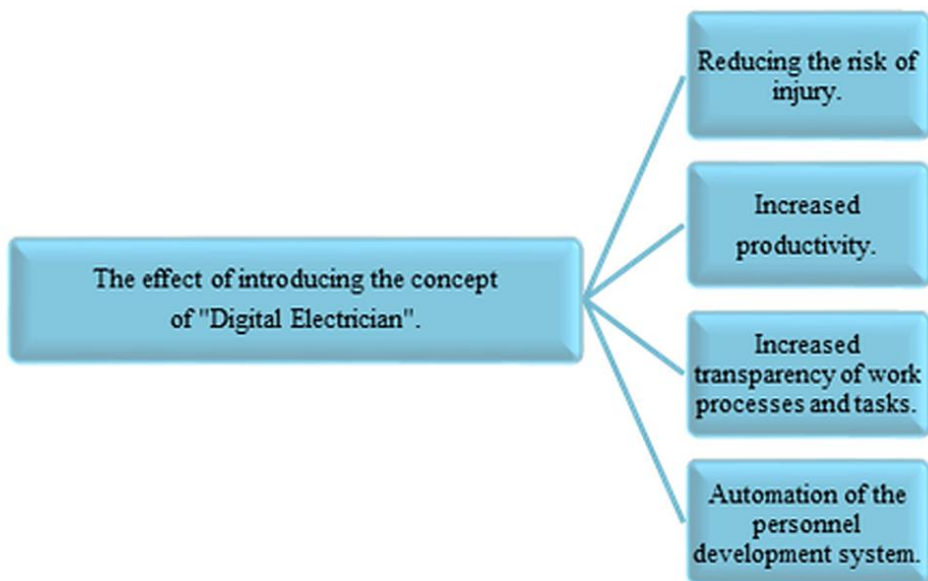 The effect of introducing the concept
of "Digital Electrician".
Reducing the risk of
injury.
Increased
productivity.
Increased
transparency of work
processes and tasks.
Automation of the
personnel
development system.